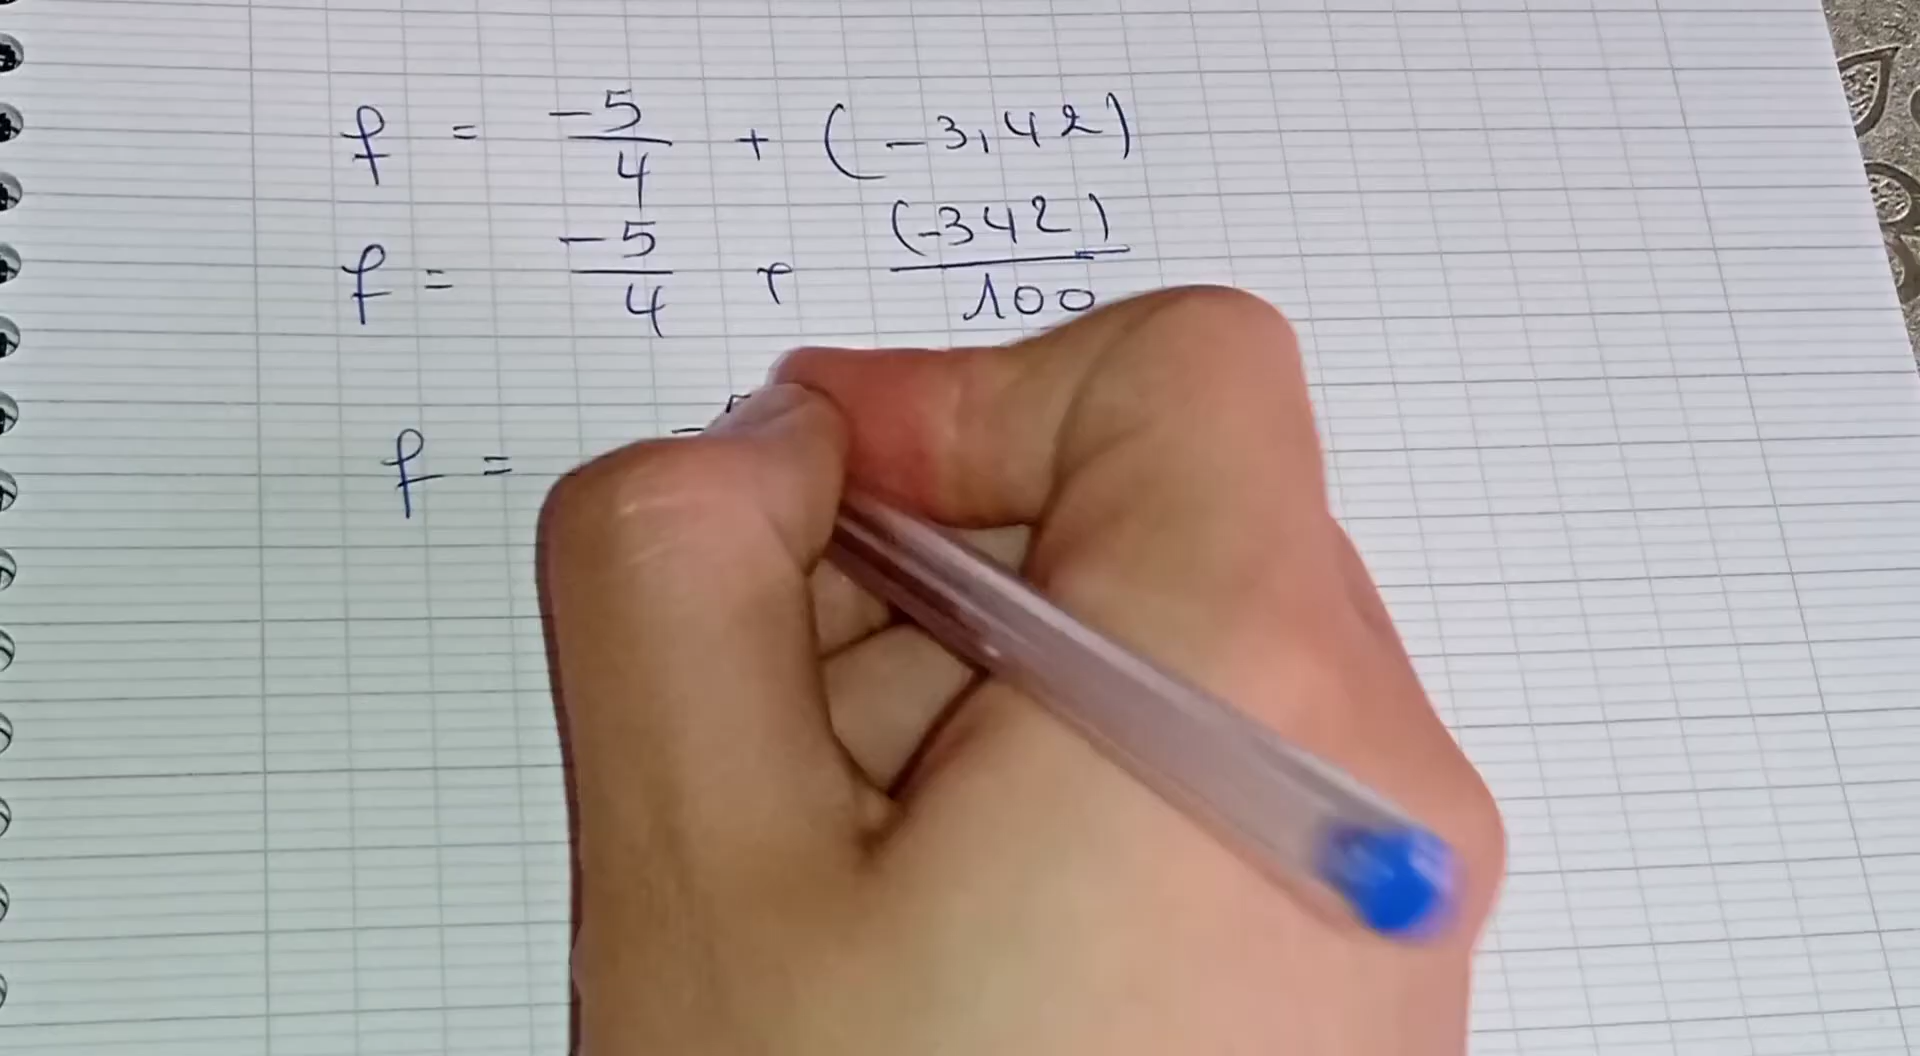 f = -5/4 + (-3,42)
f = -5/4 + (-342)/100
f = -